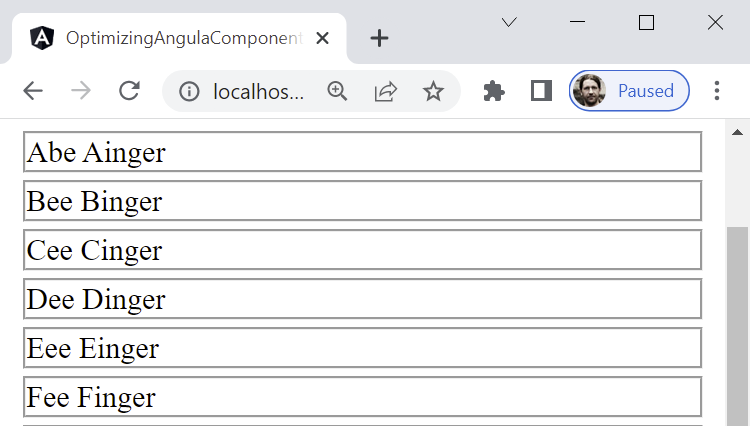 OptimizingAngulaComponent
localhos...
Paused
Abe Ainger
Bee Binger
Cee Cinger
Dee Dinger
Eee Einger
Fee Finger